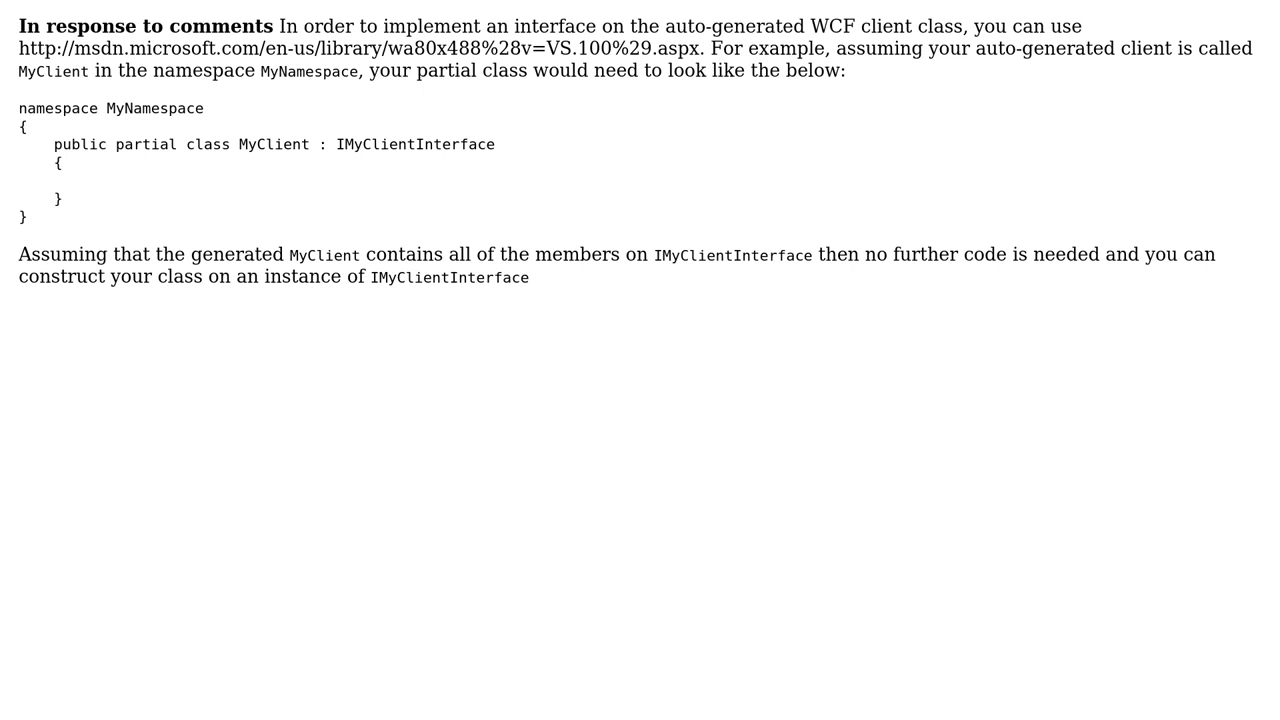 In response to comments In order to implement an interface on the auto-generated WCF client class, you can use
http://msdn.microsoft.com/en-us/library/wa80x488%28v=VS.100%29.aspx. For example, assuming your auto-generated client is called
MyClient in the namespace MyNamespace, your partial class would need to look like the below:
namespace MyNamespace
{
    public partial class MyClient : IMyClientInterface
    {
    }
}
Assuming that the generated MyClient contains all of the members on IMyClientInterface then no further code is needed and you can
construct your class on an instance of IMyClientInterface